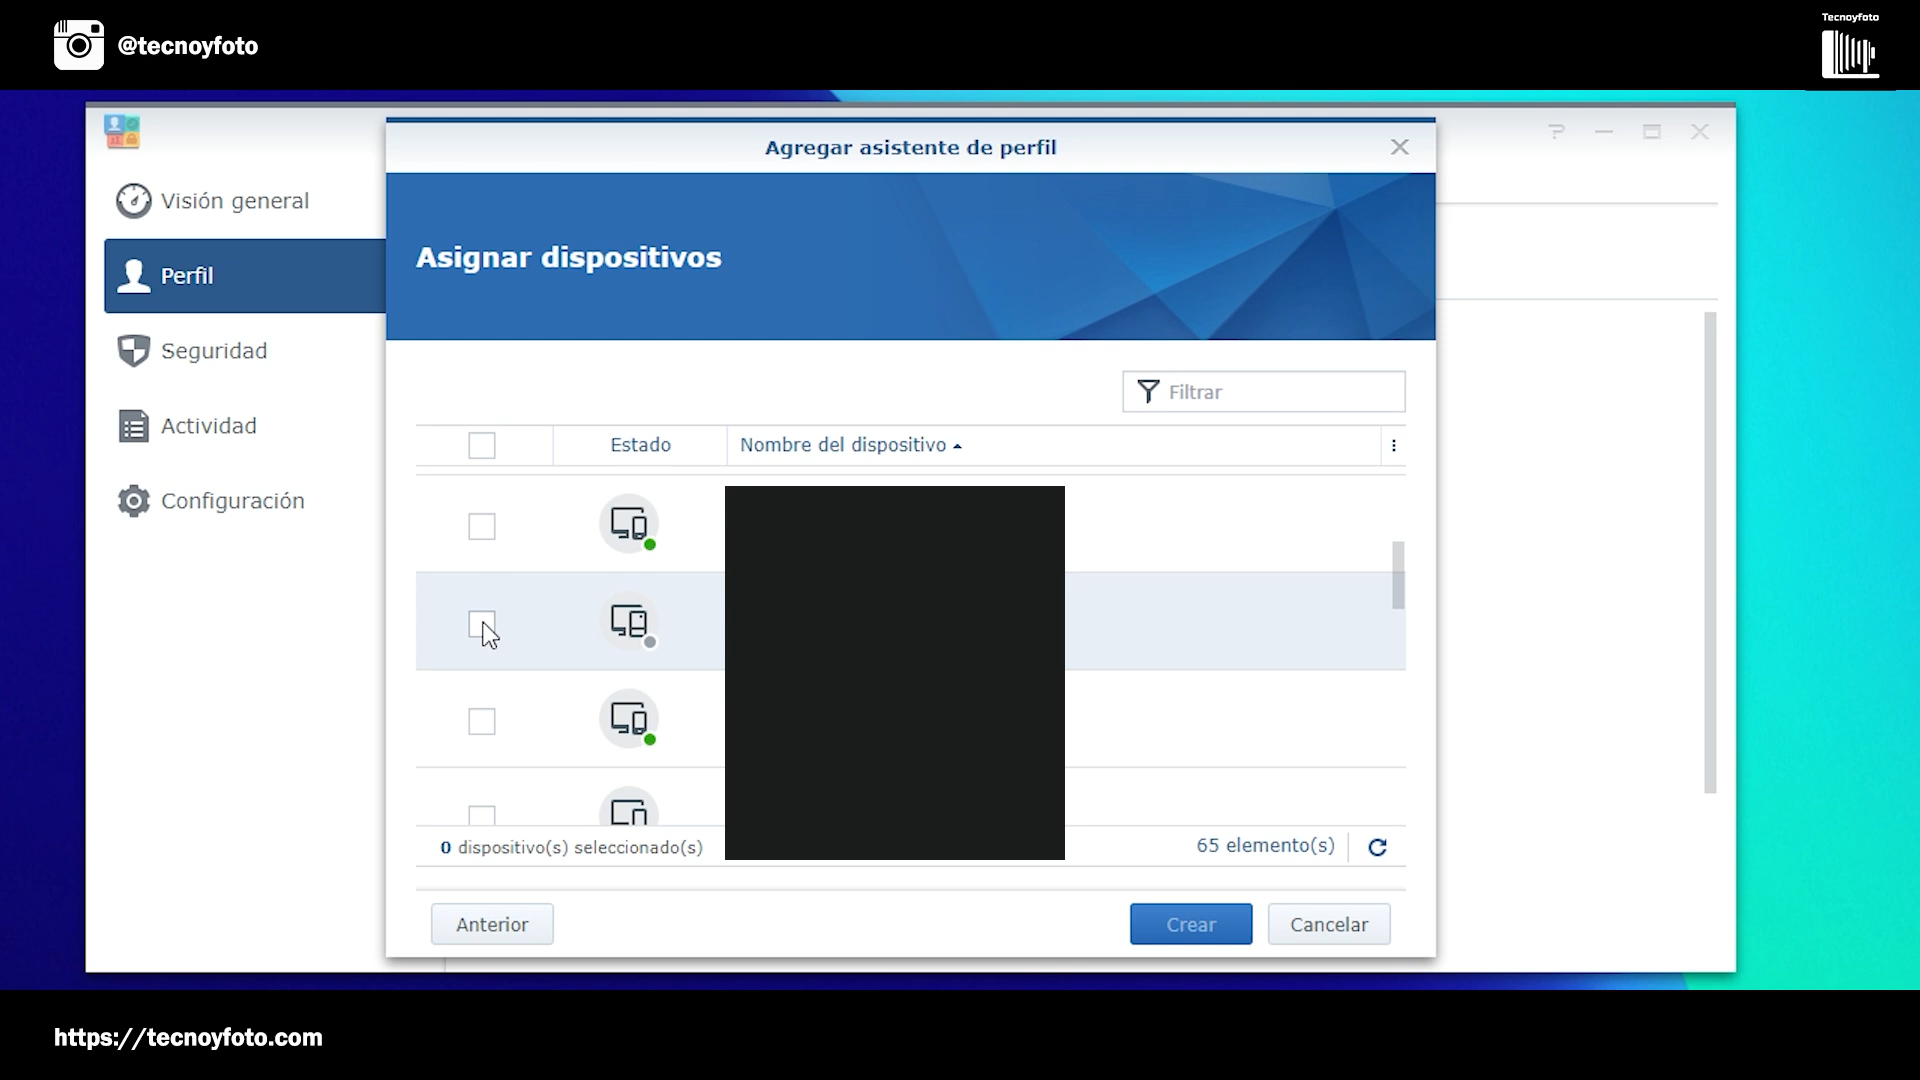 @tecnoyfoto
Tecnoyfoto
Agregar asistente de perfil
Visión general
Perfil
Seguridad
Actividad
Configuración
Asignar dispositivos
Filtrar
Estado
Nombre del dispositivo
0 dispositivo(s) seleccionado(s)
65 elemento(s)
Anterior
Crear
Cancelar
https://tecnoyfoto.com